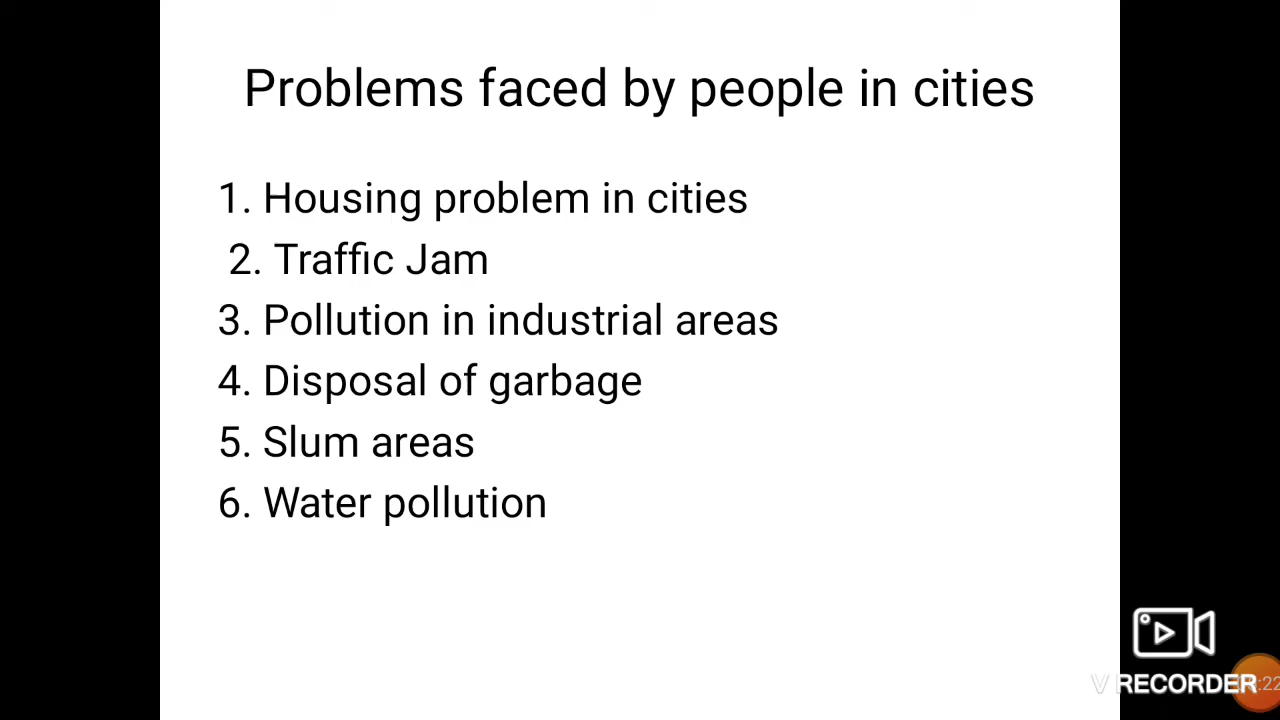 Problems faced by people in cities
1. Housing problem in cities
2. Traffic Jam
3. Pollution in industrial areas
4. Disposal of garbage
5. Slum areas
6. Water pollution
V RECORDER
:22